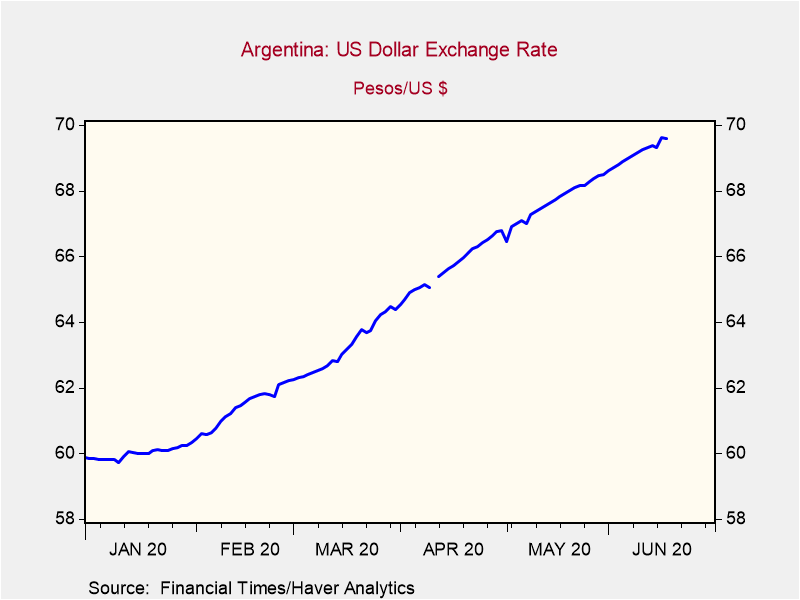 Argentina: US Dollar Exchange Rate
Pesos/US $
70 70
68 68
66 66
64 64
62 62
60 60
58 58
JAN 20 FEB 20 MAR 20 APR 20 MAY 20 JUN 20
Source: Financial Times/Haver Analytics